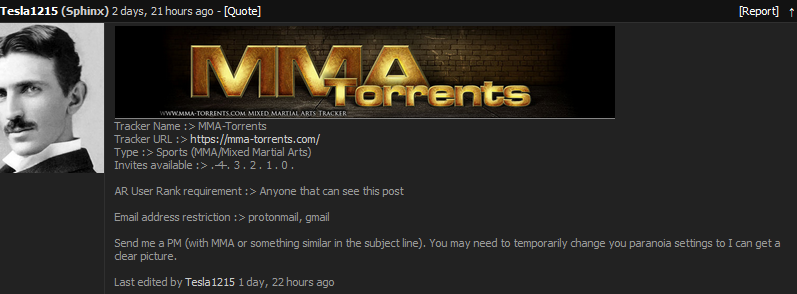 Tesla1215 (Sphinx) 2 days, 21 hours ago - [Quote] [Report] ↑
MMA
Torrents
WWW.MMA-TORRENTS.COM MIXED MARTIAL ARTS TRACKER
Tracker Name :> MMA-Torrents
Tracker URL :> https://mma-torrents.com/
Type :> Sports (MMA/Mixed Martial Arts)
Invites available :> .4. 3 . 2 . 1 . 0 .
AR User Rank requirement :> Anyone that can see this post
Email address restriction :> protonmail, gmail
Send me a PM (with MMA or something similar in the subject line). You may need to temporarily change you paranoia settings to I can get a
clear picture.
Last edited by Tesla1215 1 day, 22 hours ago